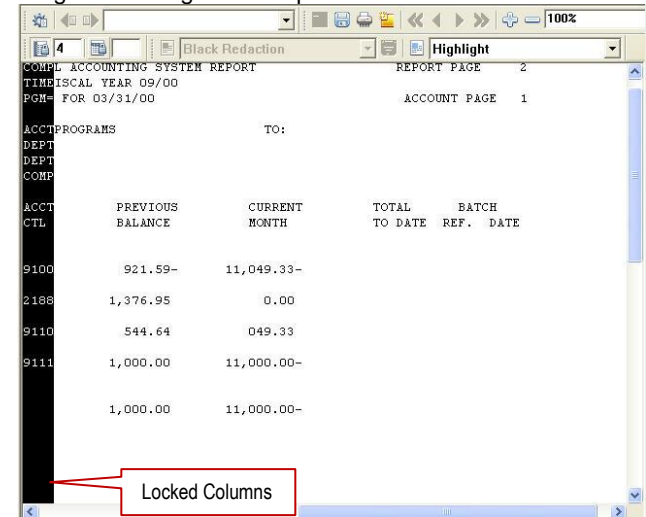 100%
4 Black Redaction Highlight
COMPL ACCOUNTING SYSTEM REPORT REPORT PAGE 2
TIMEISCAL YEAR 09/00
PGM= FOR 03/31/00 ACCOUNT PAGE 1
ACCTPROGRAMS TO:
DEPT
DEPT
COMP
ACCT PREVIOUS CURRENT TOTAL BATCH
CTL BALANCE MONTH TO DATE REF. DATE
9100 921.59- 11,049.33-
2188 1,376.95 0.00
9110 544.64 049.33
9111 1,000.00 11,000.00-
1,000.00 11,000.00-
Locked Columns